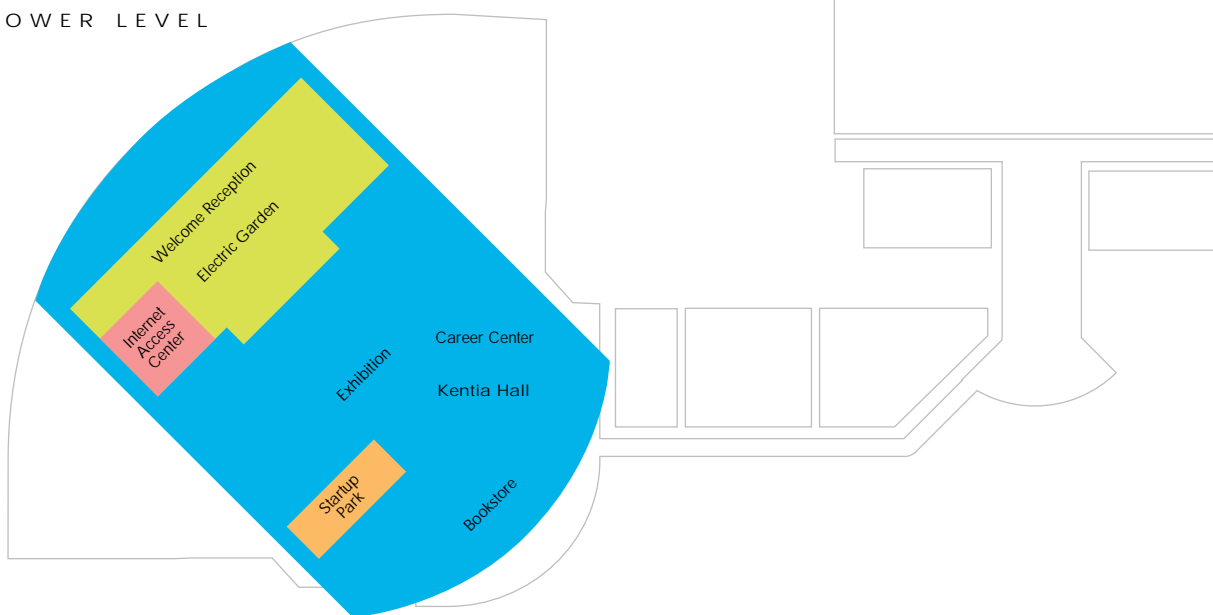 OWER LEVEL
Welcome Reception
Electric Garden
Internet
Access
Center
Exhibition
Career Center
Kentia Hall
Startup
Park
Bookstore